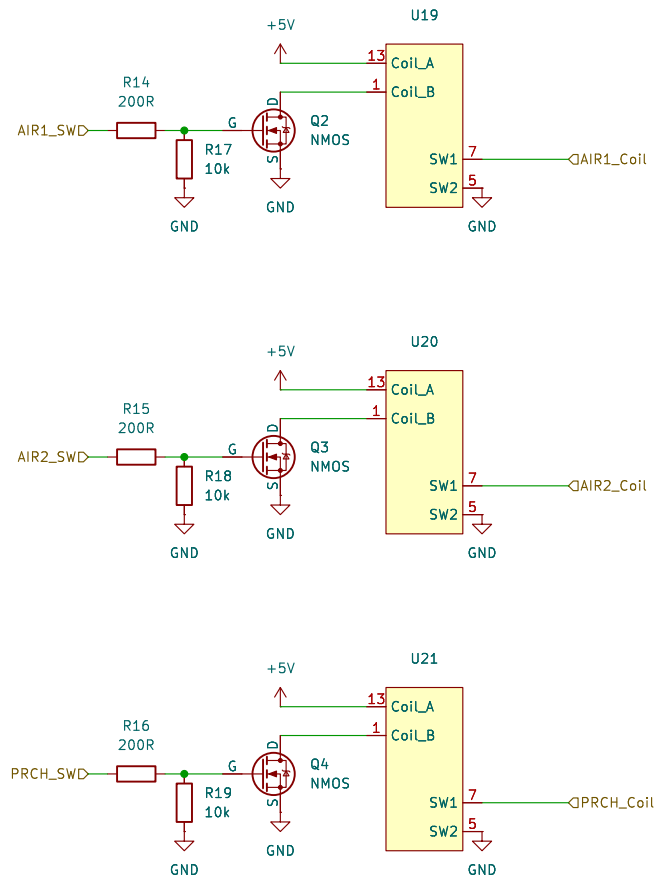 U19
+5V
13 Coil_A
R14
200R
1 Coil_B
AIR1_SW
G
D
S
Q2
NMOS
R17
10k
SW1 7
AIR1_Coil
SW2 5
GND
GND
GND
U20
+5V
13 Coil_A
R15
200R
1 Coil_B
AIR2_SW
G
D
S
Q3
NMOS
R18
10k
SW1 7
AIR2_Coil
SW2 5
GND
GND
GND
U21
+5V
13 Coil_A
R16
200R
1 Coil_B
PRCH_SW
G
D
S
Q4
NMOS
R19
10k
SW1 7
PRCH_Coil
SW2 5
GND
GND
GND